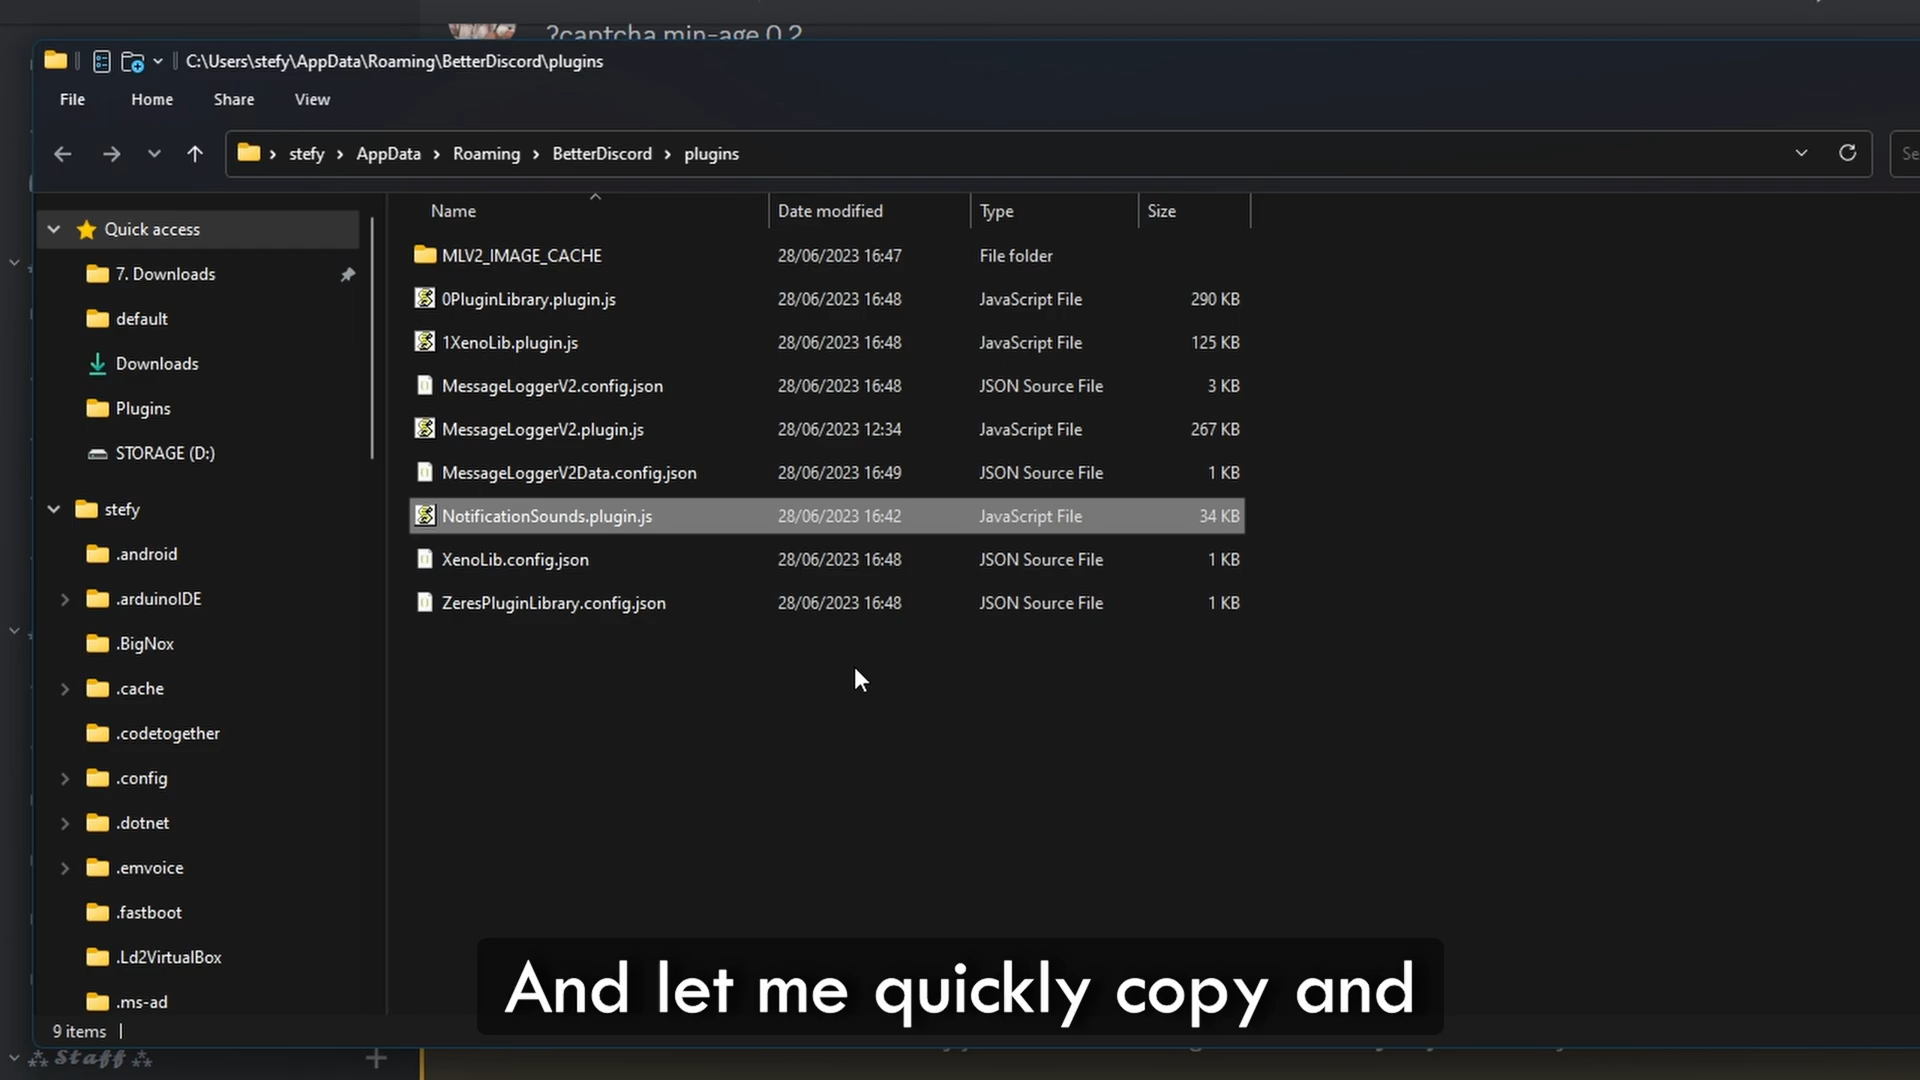 ?captcha min-age 0.2
C:\Users\stefy\AppData\Roaming\BetterDiscord\plugins
File Home Share View
stefy AppData Roaming BetterDiscord plugins
Name Date modified Type Size
Quick access
7. Downloads
default
Downloads
Plugins
STORAGE (D:)
stefy
.android
.arduinoIDE
.BigNox
.cache
.codetogether
.config
.dotnet
.emvoice
.fastboot
.Ld2VirtualBox
.ms-ad
MLV2_IMAGE_CACHE 28/06/2023 16:47 File folder
0PluginLibrary.plugin.js 28/06/2023 16:48 JavaScript File 290 KB
1XenoLib.plugin.js 28/06/2023 16:48 JavaScript File 125 KB
MessageLoggerV2.config.json 28/06/2023 16:48 JSON Source File 3 KB
MessageLoggerV2.plugin.js 28/06/2023 12:34 JavaScript File 267 KB
MessageLoggerV2Data.config.json 28/06/2023 16:49 JSON Source File 1 KB
NotificationSounds.plugin.js 28/06/2023 16:42 JavaScript File 34 KB
XenoLib.config.json 28/06/2023 16:48 JSON Source File 1 KB
ZeresPluginLibrary.config.json 28/06/2023 16:48 JSON Source File 1 KB
And let me quickly copy and
9 items
Staff